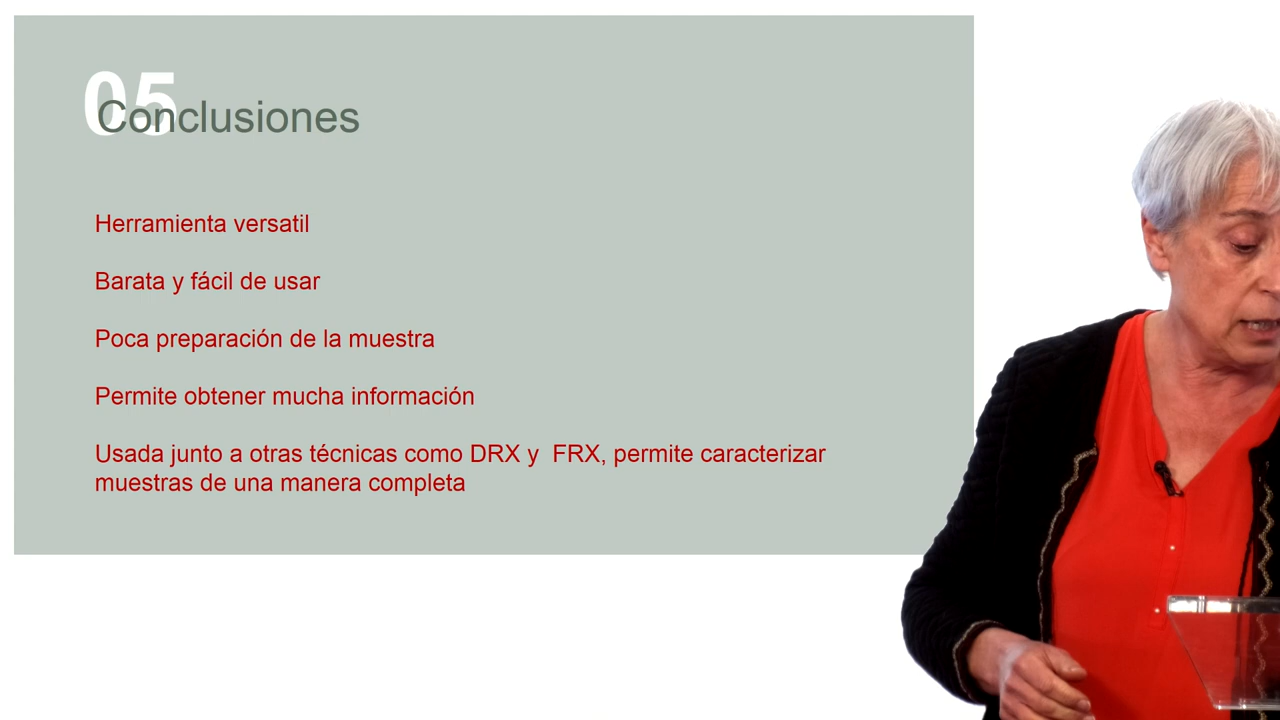 05
Conclusiones
Herramienta versatil
Barata y fácil de usar
Poca preparación de la muestra
Permite obtener mucha información
Usada junto a otras técnicas como DRX y  FRX, permite caracterizar
muestras de una manera completa